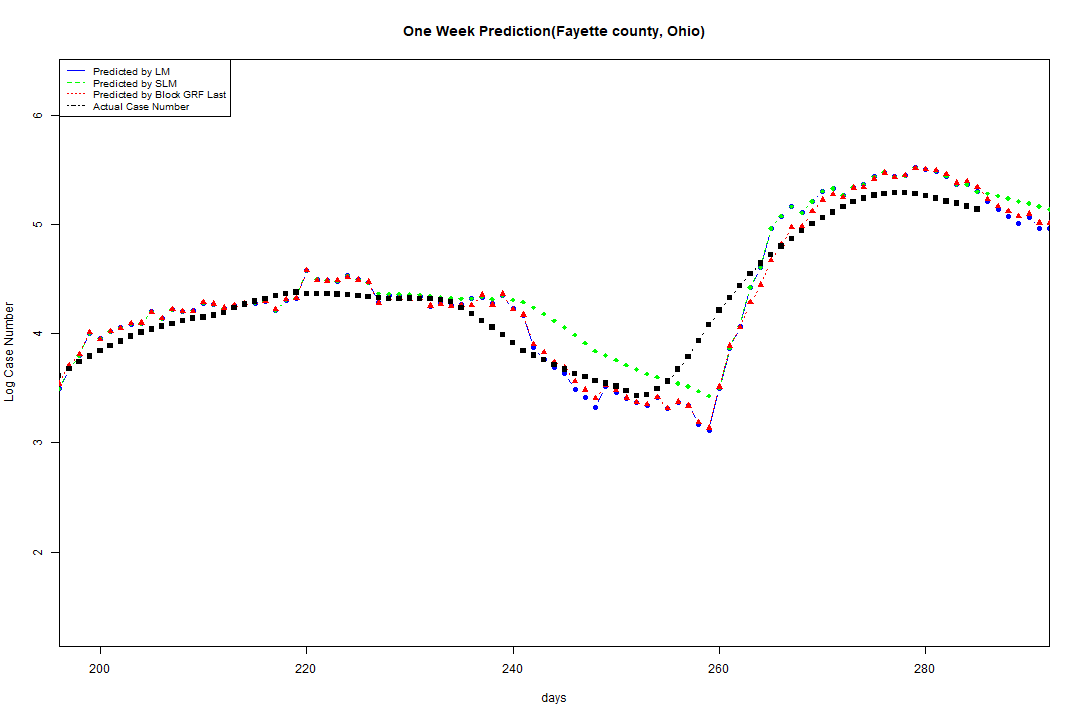 One Week Prediction(Fayette county, Ohio)
Predicted by LM
Predicted by SLM
Predicted by Block GRF Last
Actual Case Number
6
5
4
3
2
Log Case Number
200 220 240 260 280
days